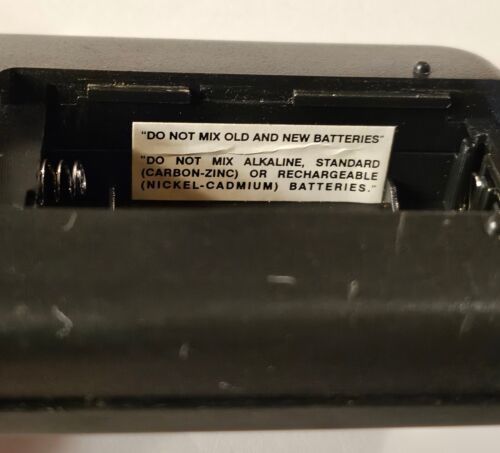 "DO NOT MIX OLD AND NEW BATTERIES"
"DO NOT MIX ALKALINE, STANDARD
(CARBON-ZINC) OR RECHARGEABLE
(NICKEL-CADMIUM) BATTERIES."